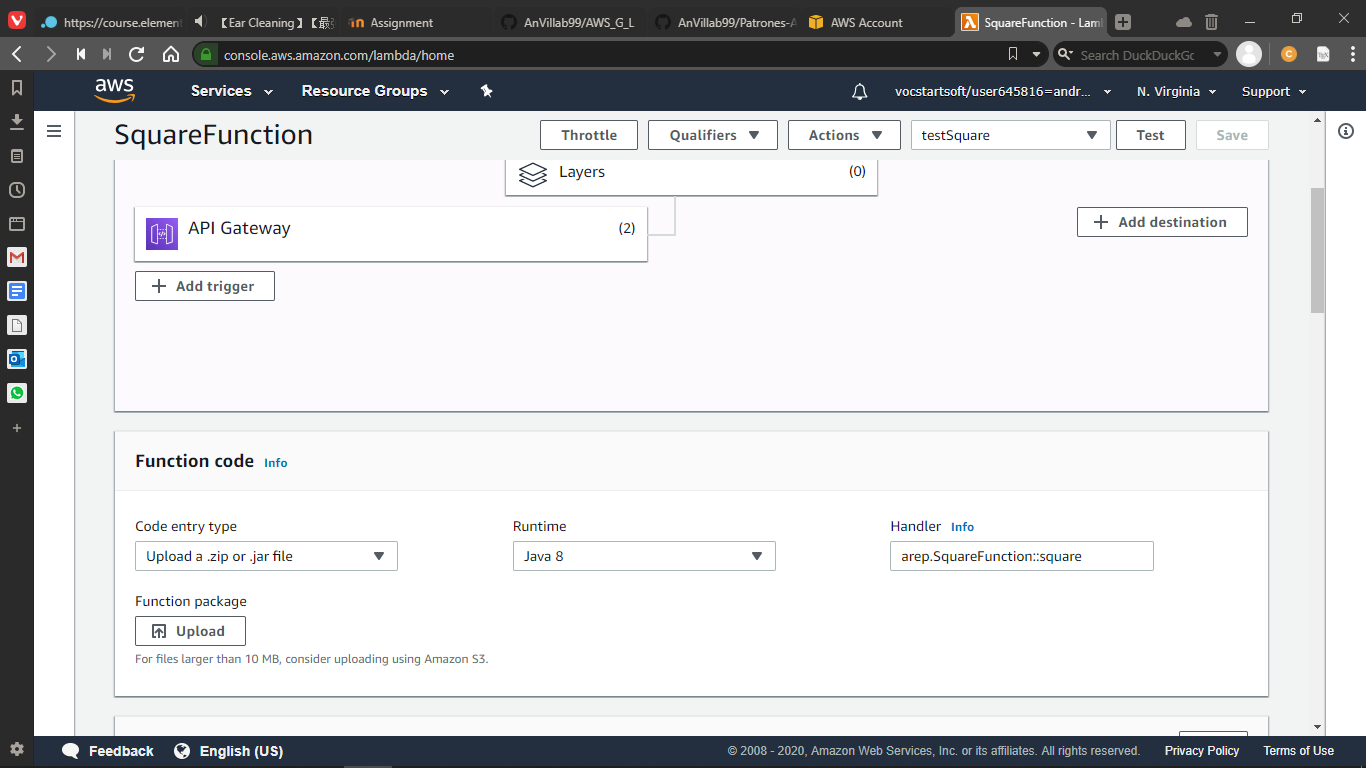 https://course.element
【Ear Cleaning】【最
Assignment
AnVillab99/AWS_G_L
AnVillab99/Patrones-A
AWS Account
SquareFunction - Lam
console.aws.amazon.com/lambda/home
Search DuckDuckGo
aws
Services
Resource Groups
vocstartsoft/user645816=andr...
N. Virginia
Support
SquareFunction
Throttle
Qualifiers
Actions
testSquare
Test
Save
Layers
(0)
API Gateway
(2)
+ Add destination
+ Add trigger
Function code Info
Code entry type
Runtime
Handler Info
Upload a .zip or .jar file
Java 8
arep.SquareFunction::square
Function package
Upload
For files larger than 10 MB, consider uploading using Amazon S3.
Feedback
English (US)
© 2008 - 2020, Amazon Web Services, Inc. or its affiliates. All rights reserved.
Privacy Policy
Terms of Use